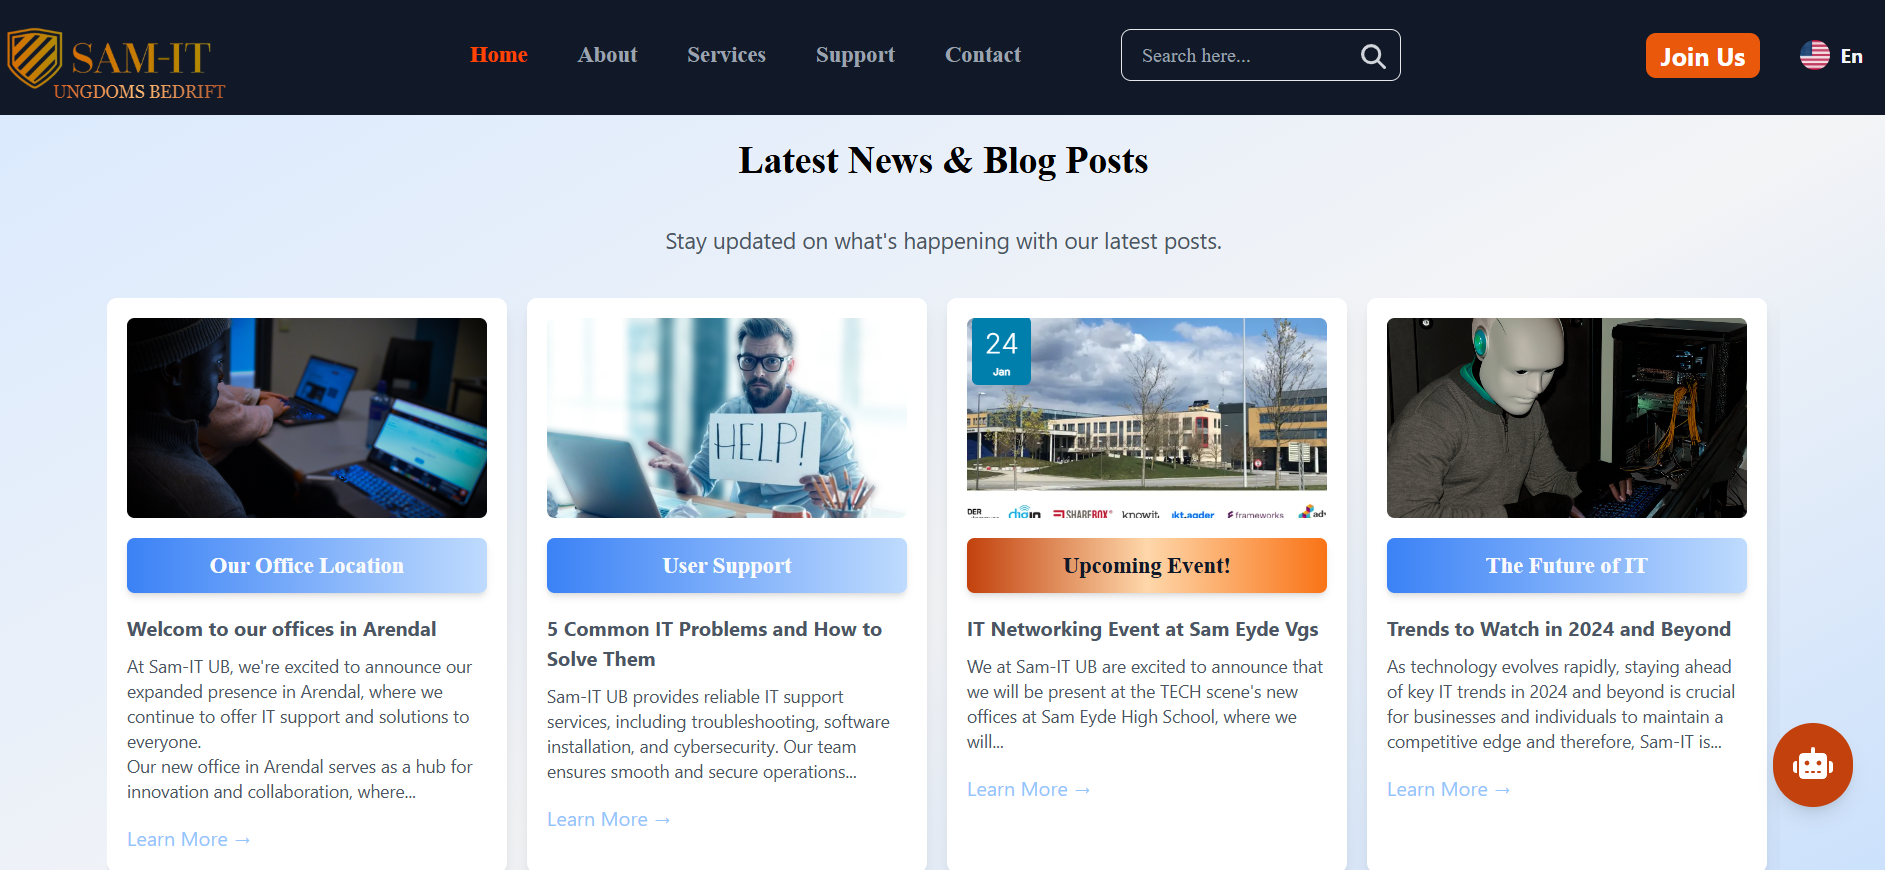 SAM-IT
UNGDOMS BEDRIFT
Home
About
Services
Support
Contact
Search here...
Join Us
En
Latest News & Blog Posts
Stay updated on what's happening with our latest posts.
Our Office Location
Welcom to our offices in Arendal
At Sam-IT UB, we're excited to announce our
expanded presence in Arendal, where we
continue to offer IT support and solutions to
everyone.
Our new office in Arendal serves as a hub for
innovation and collaboration, where...
Learn More →
HELP!
User Support
5 Common IT Problems and How to
Solve Them
Sam-IT UB provides reliable IT support
services, including troubleshooting, software
installation, and cybersecurity. Our team
ensures smooth and secure operations...
Learn More →
24
Jan
DER
digin
SHAREBOX
knowit
ikt.agder
frameworks
adv
Upcoming Event!
IT Networking Event at Sam Eyde Vgs
We at Sam-IT UB are excited to announce that
we will be present at the TECH scene's new
offices at Sam Eyde High School, where we
will...
Learn More →
The Future of IT
Trends to Watch in 2024 and Beyond
As technology evolves rapidly, staying ahead
of key IT trends in 2024 and beyond is crucial
for businesses and individuals to maintain a
competitive edge and therefore, Sam-IT is...
Learn More →